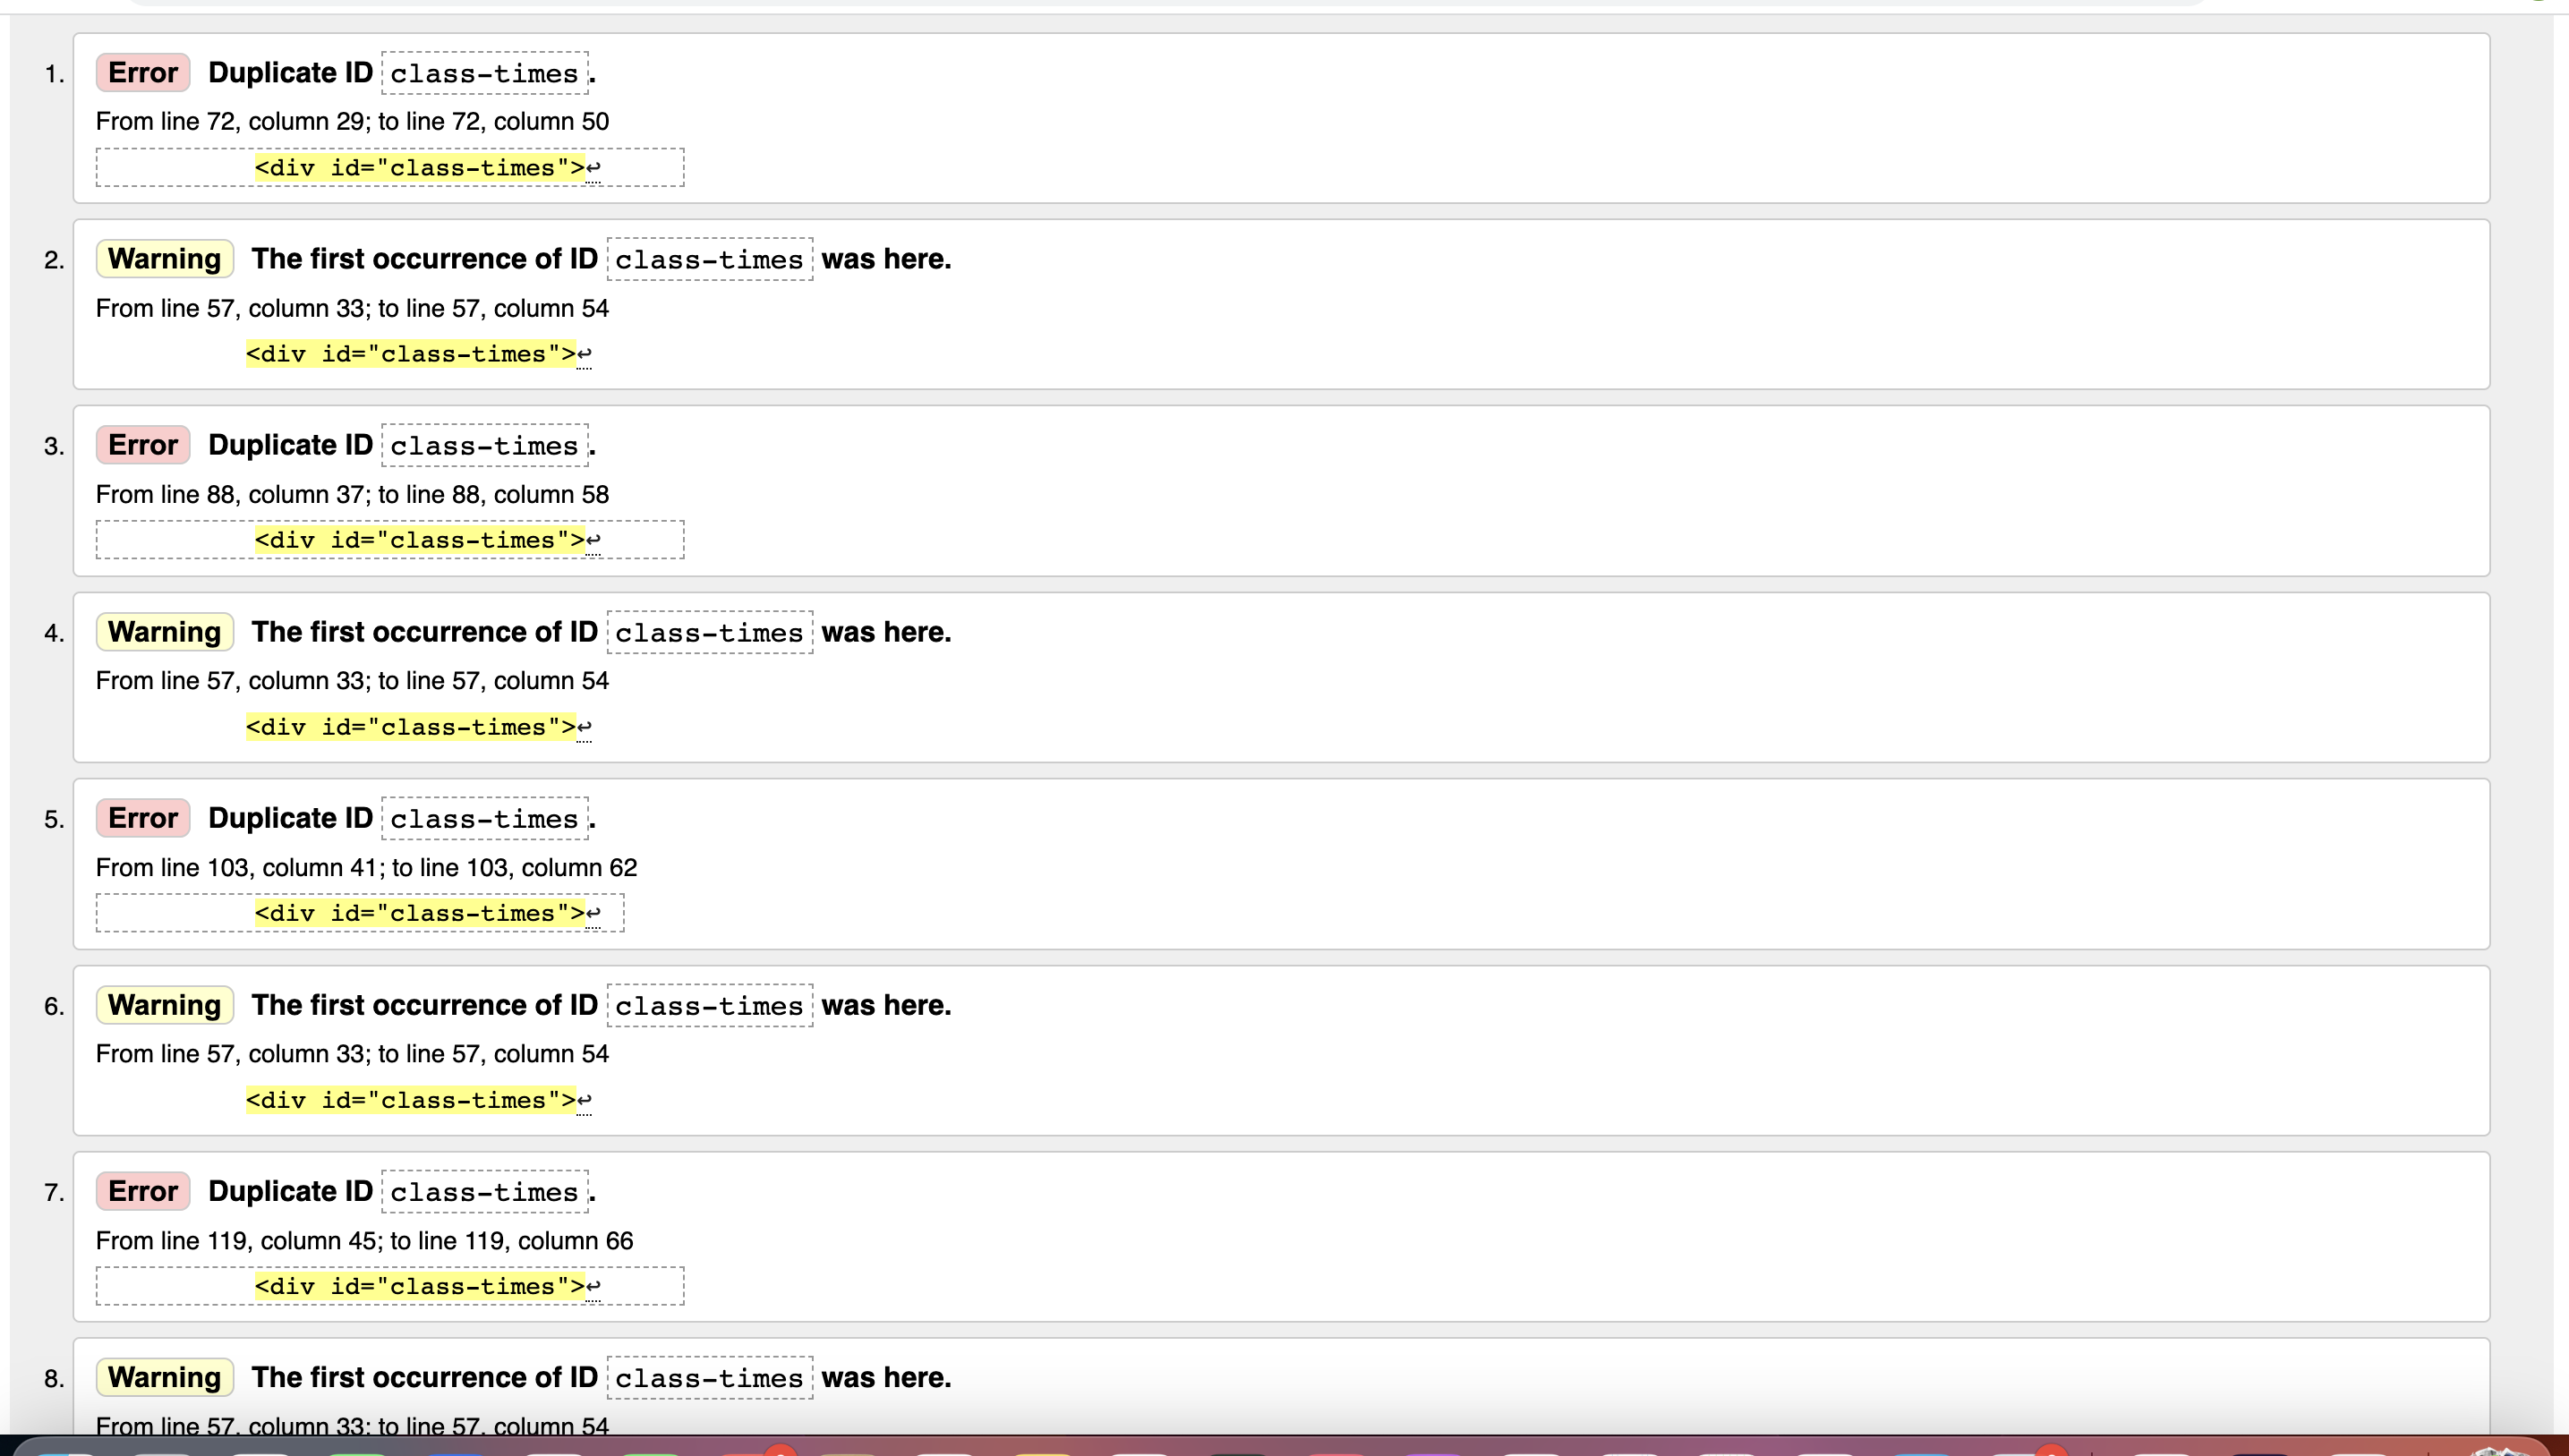 1. Error Duplicate ID class-times.
From line 72, column 29; to line 72, column 50
<div id="class-times">↩
2. Warning The first occurrence of ID class-times was here.
From line 57, column 33; to line 57, column 54
<div id="class-times">↩
3. Error Duplicate ID class-times.
From line 88, column 37; to line 88, column 58
<div id="class-times">↩
4. Warning The first occurrence of ID class-times was here.
From line 57, column 33; to line 57, column 54
<div id="class-times">↩
5. Error Duplicate ID class-times.
From line 103, column 41; to line 103, column 62
<div id="class-times">↩
6. Warning The first occurrence of ID class-times was here.
From line 57, column 33; to line 57, column 54
<div id="class-times">↩
7. Error Duplicate ID class-times.
From line 119, column 45; to line 119, column 66
<div id="class-times">↩
8. Warning The first occurrence of ID class-times was here.
From line 57, column 33; to line 57, column 54